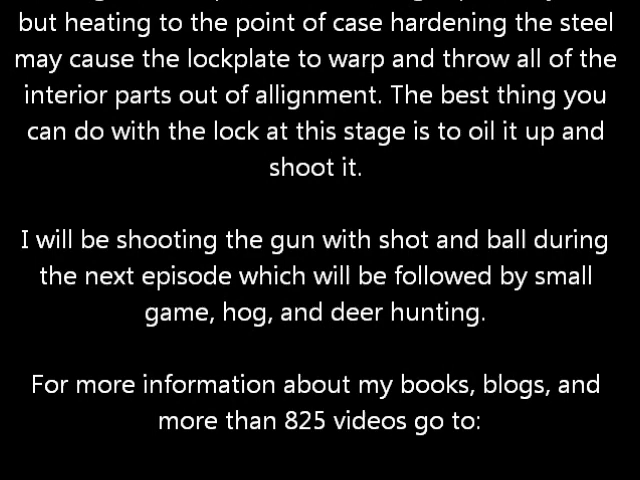 but heating to the point of case hardening the steel
may cause the lockplate to warp and throw all of the
interior parts out of allignment. The best thing you
can do with the lock at this stage is to oil it up and
shoot it.
I will be shooting the gun with shot and ball during
the next episode which will be followed by small
game, hog, and deer hunting.
For more information about my books, blogs, and
more than 825 videos go to: